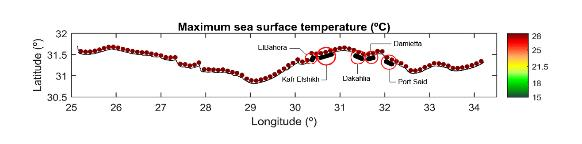 Maximum sea surface temperature (ºC)
Latitude (º)
32
31.5
31
30.5
ElBahera
Damietta
Kafr Elshikh
Dakahlia
Port Said
25 26 27 28 29 30 31 32 33 34
Longitude (º)
28
25
21.5
18
15